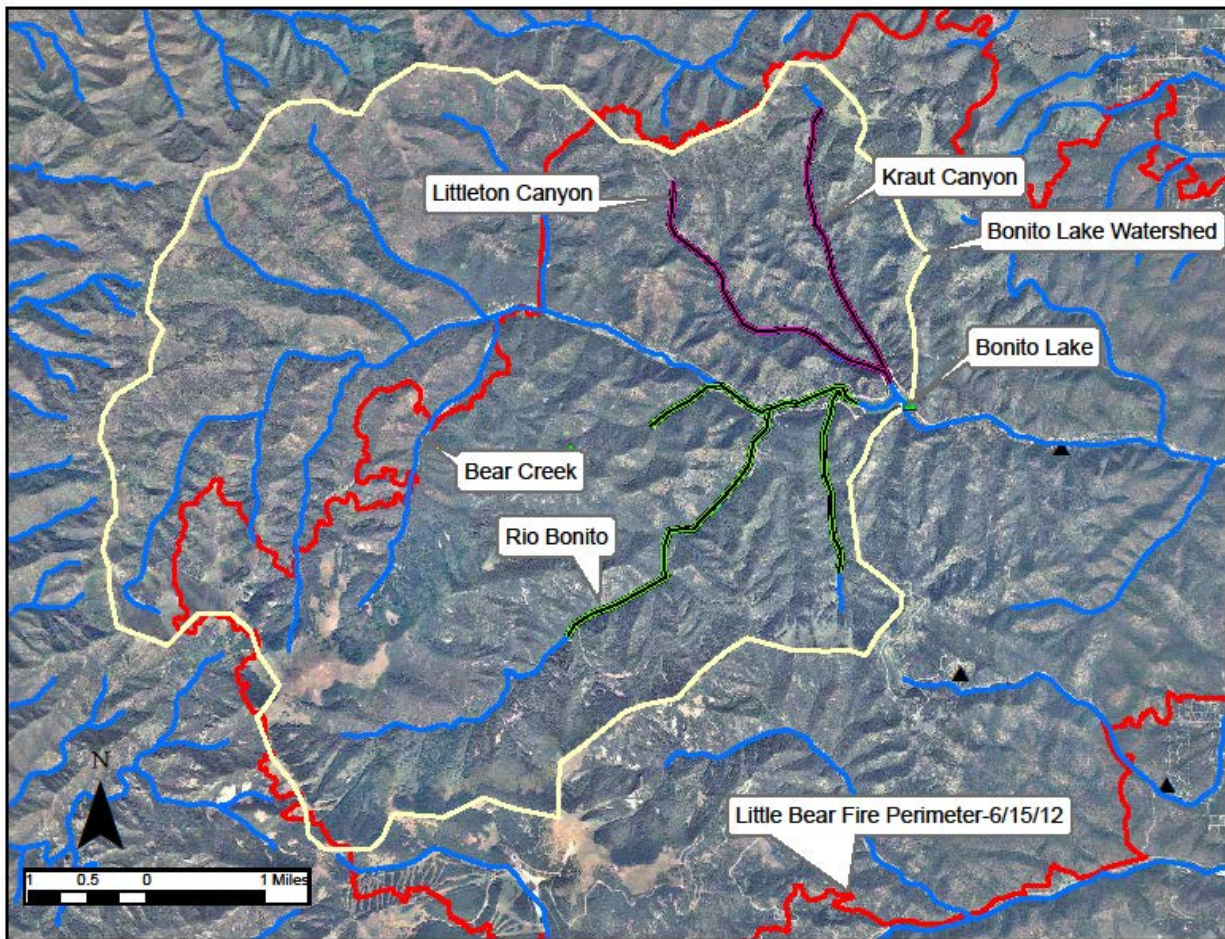 Littleton Canyon
Kraut Canyon
Bonito Lake Watershed
Bonito Lake
Bear Creek
Rio Bonito
Little Bear Fire Perimeter-6/15/12
N
1 0.5 0 1 Miles